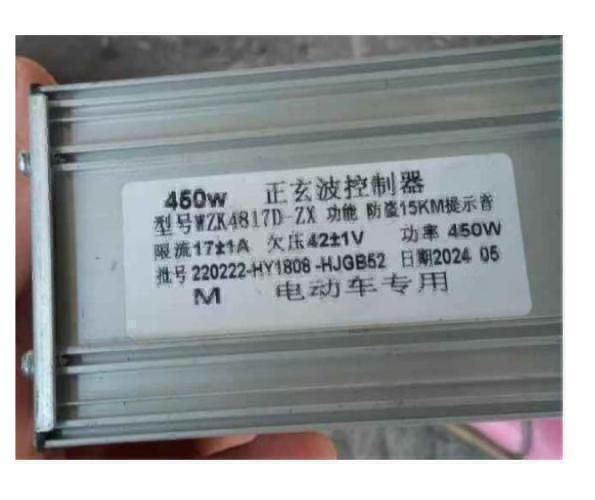 450w 正玄波控制器
型号WZK4817D-ZX 功能 防盗15KM提示音
限流17±1A 欠压42±1V 功率 450W
批号 220222-HY1806-HJGB52 日期2024 05
M 电动车专用